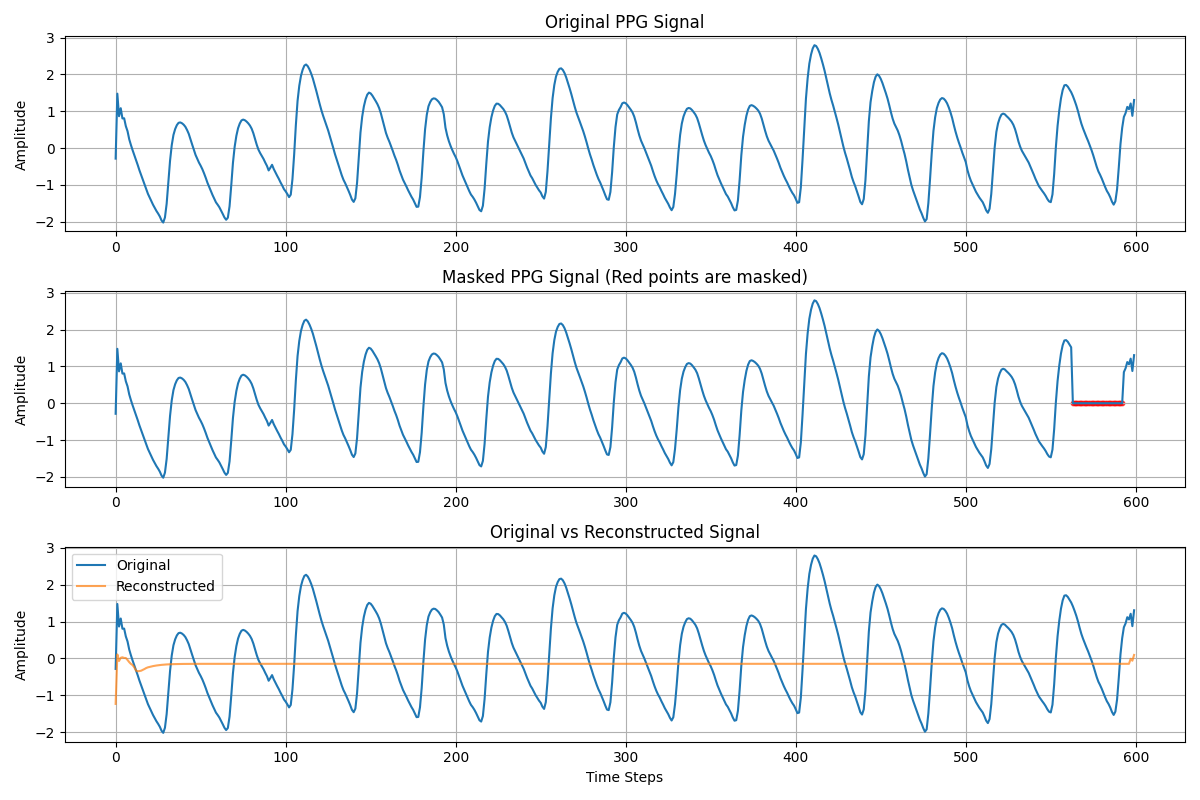 Original PPG Signal
3
2
1
0
−1
−2
Amplitude
0 100 200 300 400 500 600
Masked PPG Signal (Red points are masked)
3
2
1
0
−1
−2
Amplitude
0 100 200 300 400 500 600
Original vs Reconstructed Signal
Original
Reconstructed
3
2
1
0
−1
−2
Amplitude
0 100 200 300 400 500 600
Time Steps